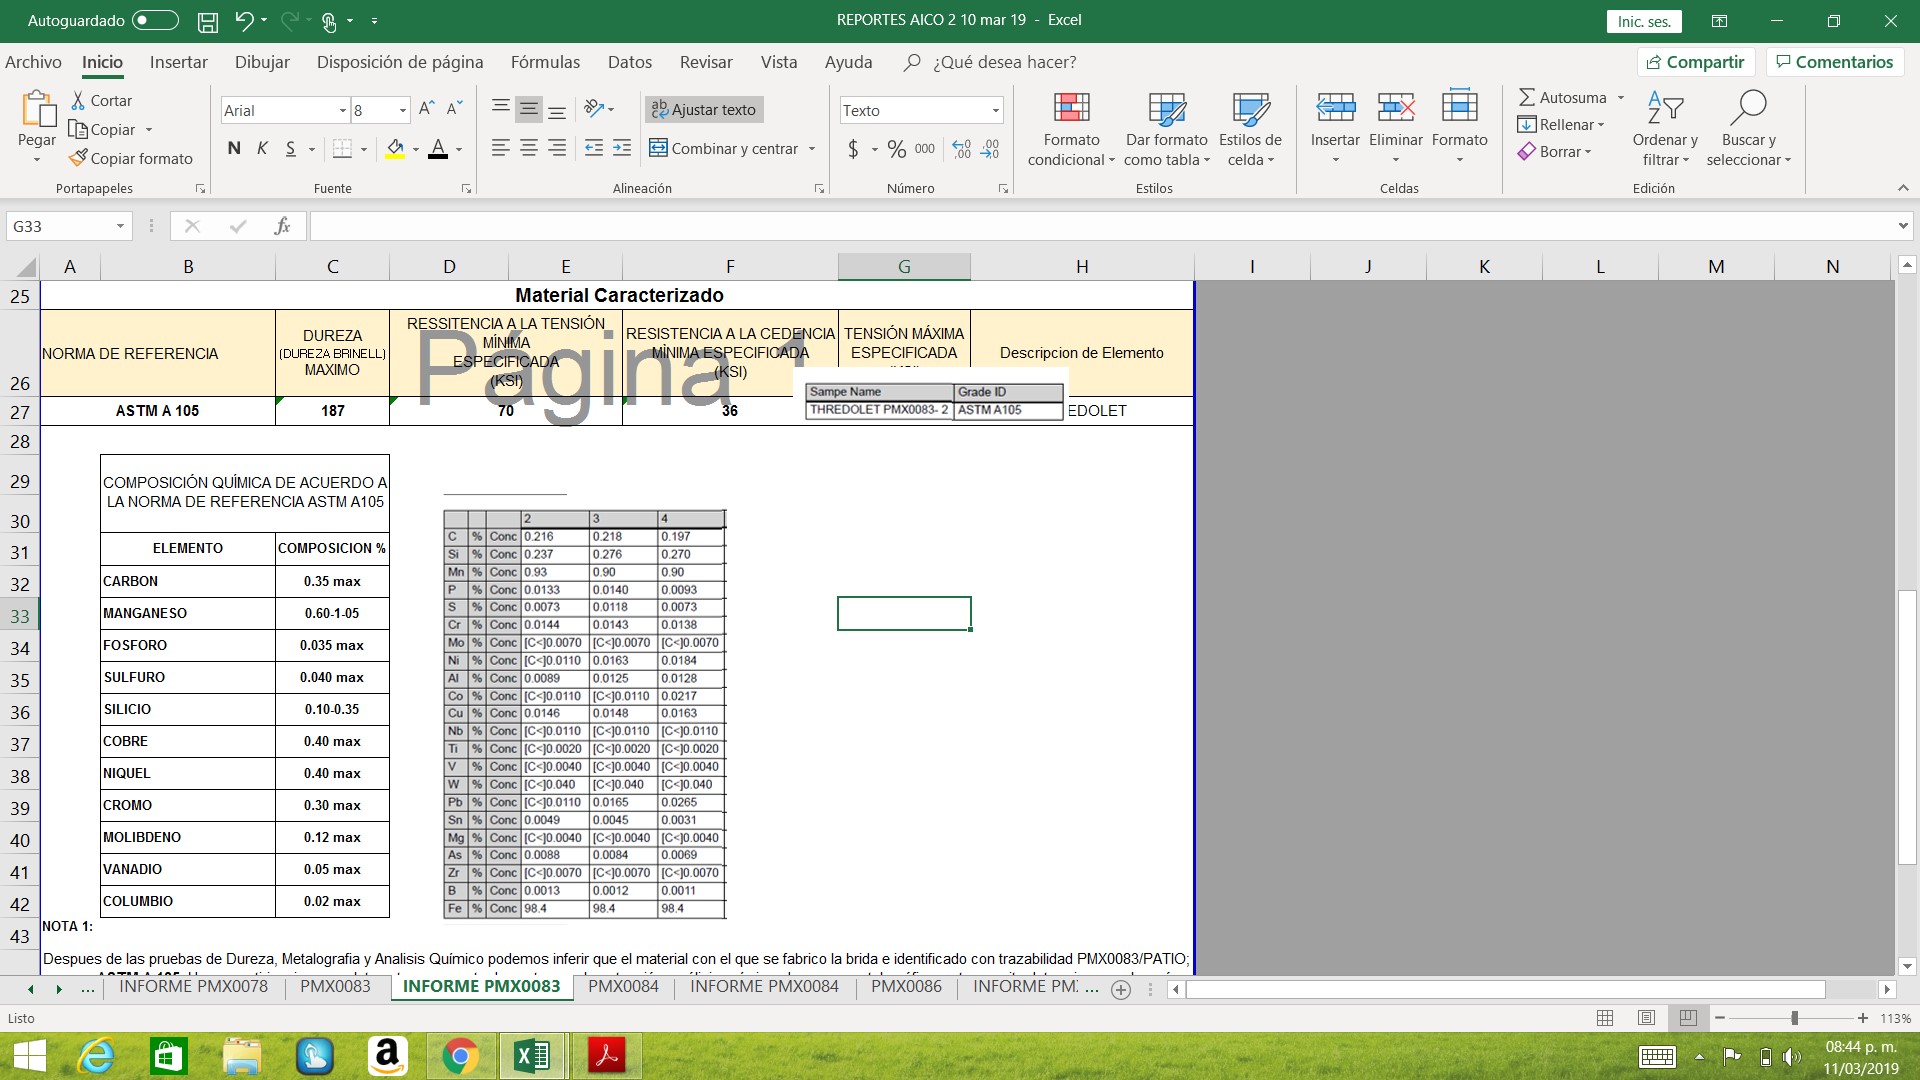 Autoguardado
REPORTES AICO 2 10 mar 19 - Excel
Inic. ses.
Archivo Inicio Insertar Dibujar Disposición de página Fórmulas Datos Revisar Vista Ayuda ¿Qué desea hacer? Compartir Comentarios
Pegar
Cortar
Copiar
Copiar formato
Portapapeles
Arial 8
N K S
Fuente
Ajustar texto
Combinar y centrar
Alineación
Texto
$ % 000
Número
Formato condicional
Dar formato como tabla
Estilos de celda
Estilos
Insertar Eliminar Formato
Celdas
Autosuma
Rellenar
Borrar
Ordenar y filtrar
Buscar y seleccionar
Edición
G33
fx
A B C D E F G H I J K L M N
25 Material Caracterizado
Página 1
26
NORMA DE REFERENCIA
DUREZA
(DUREZA BRINELL)
MAXIMO
RESSITENCIA A LA TENSIÓN
MÍNIMA
ESPECIFICADA
(KSI)
RESISTENCIA A LA CEDENCIA
MÌNIMA ESPECIFICADA
(KSI)
TENSIÓN MÁXIMA
ESPECIFICADA
Descripcion de Elemento
27 ASTM A 105 187 70 36 EDOLET
Sampe Name Grade ID
THREDOLET PMX0083- 2 ASTM A105
28
29
30
COMPOSICIÓN QUÍMICA DE ACUERDO A
LA NORMA DE REFERENCIA ASTM A105
31 ELEMENTO COMPOSICION %
32 CARBON 0.35 max
33 MANGANESO 0.60-1-05
34 FOSFORO 0.035 max
35 SULFURO 0.040 max
36 SILICIO 0.10-0.35
37 COBRE 0.40 max
38 NIQUEL 0.40 max
39 CROMO 0.30 max
40 MOLIBDENO 0.12 max
41 VANADIO 0.05 max
42 COLUMBIO 0.02 max
2 3 4
C % Conc 0.216 0.218 0.197
Si % Conc 0.237 0.276 0.270
Mn % Conc 0.93 0.90 0.90
P % Conc 0.0133 0.0140 0.0093
S % Conc 0.0073 0.0118 0.0073
Cr % Conc 0.0144 0.0143 0.0138
Mo % Conc [C<]0.0070 [C<]0.0070 [C<]0.0070
Ni % Conc [C<]0.0110 0.0163 0.0184
Al % Conc 0.0089 0.0125 0.0128
Co % Conc [C<]0.0110 [C<]0.0110 0.0217
Cu % Conc 0.0146 0.0148 0.0163
Nb % Conc [C<]0.0110 [C<]0.0110 [C<]0.0110
Ti % Conc [C<]0.0020 [C<]0.0020 [C<]0.0020
V % Conc [C<]0.0040 [C<]0.0040 [C<]0.0040
W % Conc [C<]0.040 [C<]0.040 [C<]0.040
Pb % Conc [C<]0.0110 0.0165 0.0265
Sn % Conc 0.0049 0.0045 0.0031
Mg % Conc [C<]0.0040 [C<]0.0040 [C<]0.0040
As % Conc 0.0088 0.0084 0.0069
Zr % Conc [C<]0.0070 [C<]0.0070 [C<]0.0070
B % Conc 0.0013 0.0012 0.0011
Fe % Conc 98.4 98.4 98.4
43 NOTA 1:
Despues de las pruebas de Dureza, Metalografia y Analisis Químico podemos inferir que el material con el que se fabrico la brida e identificado con trazabilidad PMX0083/PATIO;
... INFORME PMX0078 PMX0083 INFORME PMX0083 PMX0084 INFORME PMX0084 PMX0086 INFORME PM ...
Listo
113%
08:44 p. m.
11/03/2019